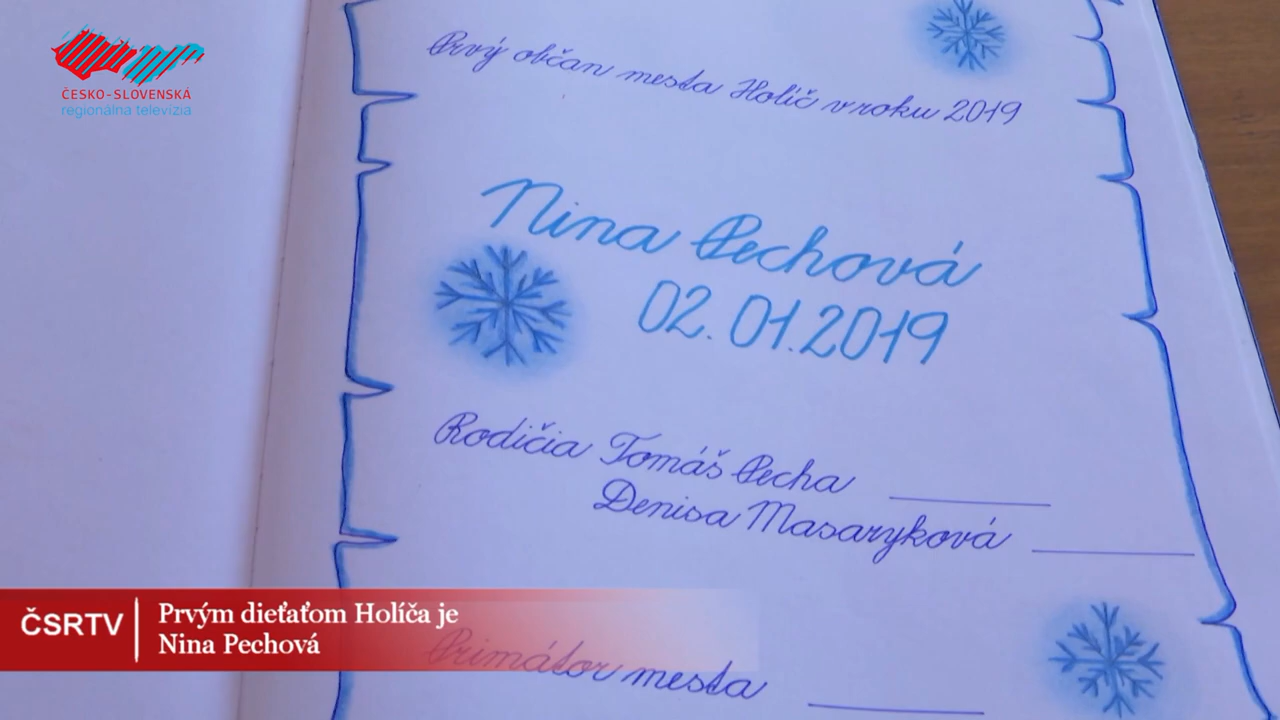 ČESKO-SLOVENSKÁ
regionálna televízia
Prvý občan mesta Holíč v roku 2019
Nina Pechová
02.01.2019
Rodičia Tomáš Pecha
Denisa Masaryková
ČSRTV
Prvým dieťaťom Holíča je
Nina Pechová
Primátor mesta